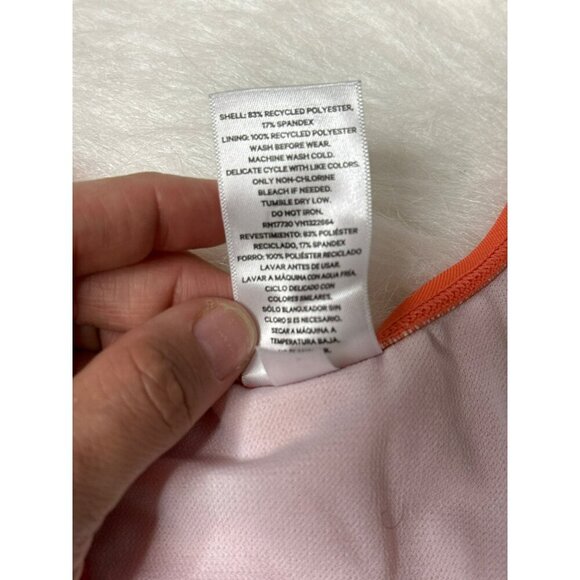 SHELL: 83% RECYCLED POLYESTER,
17% SPANDEX
LINING: 100% RECYCLED POLYESTER
WASH BEFORE WEAR.
MACHINE WASH COLD.
DELICATE CYCLE WITH LIKE COLORS.
ONLY NON-CHLORINE
BLEACH IF NEEDED.
TUMBLE DRY LOW.
DO NOT IRON.
RN17730 VN1322664
REVESTIMIENTO: 83% POLIÉSTER
RECICLADO, 17% SPANDEX
FORRO: 100% POLIÉSTER RECICLADO
LAVAR ANTES DE USAR.
LAVAR A MÁQUINA CON AGUA FRÍA.
CICLO DELICADO CON
COLORES SIMILARES.
SÓLO BLANQUEADOR SIN
CLORO SI ES NECESARIO.
SECAR A MÁQUINA A
TEMPERATURA BAJA.